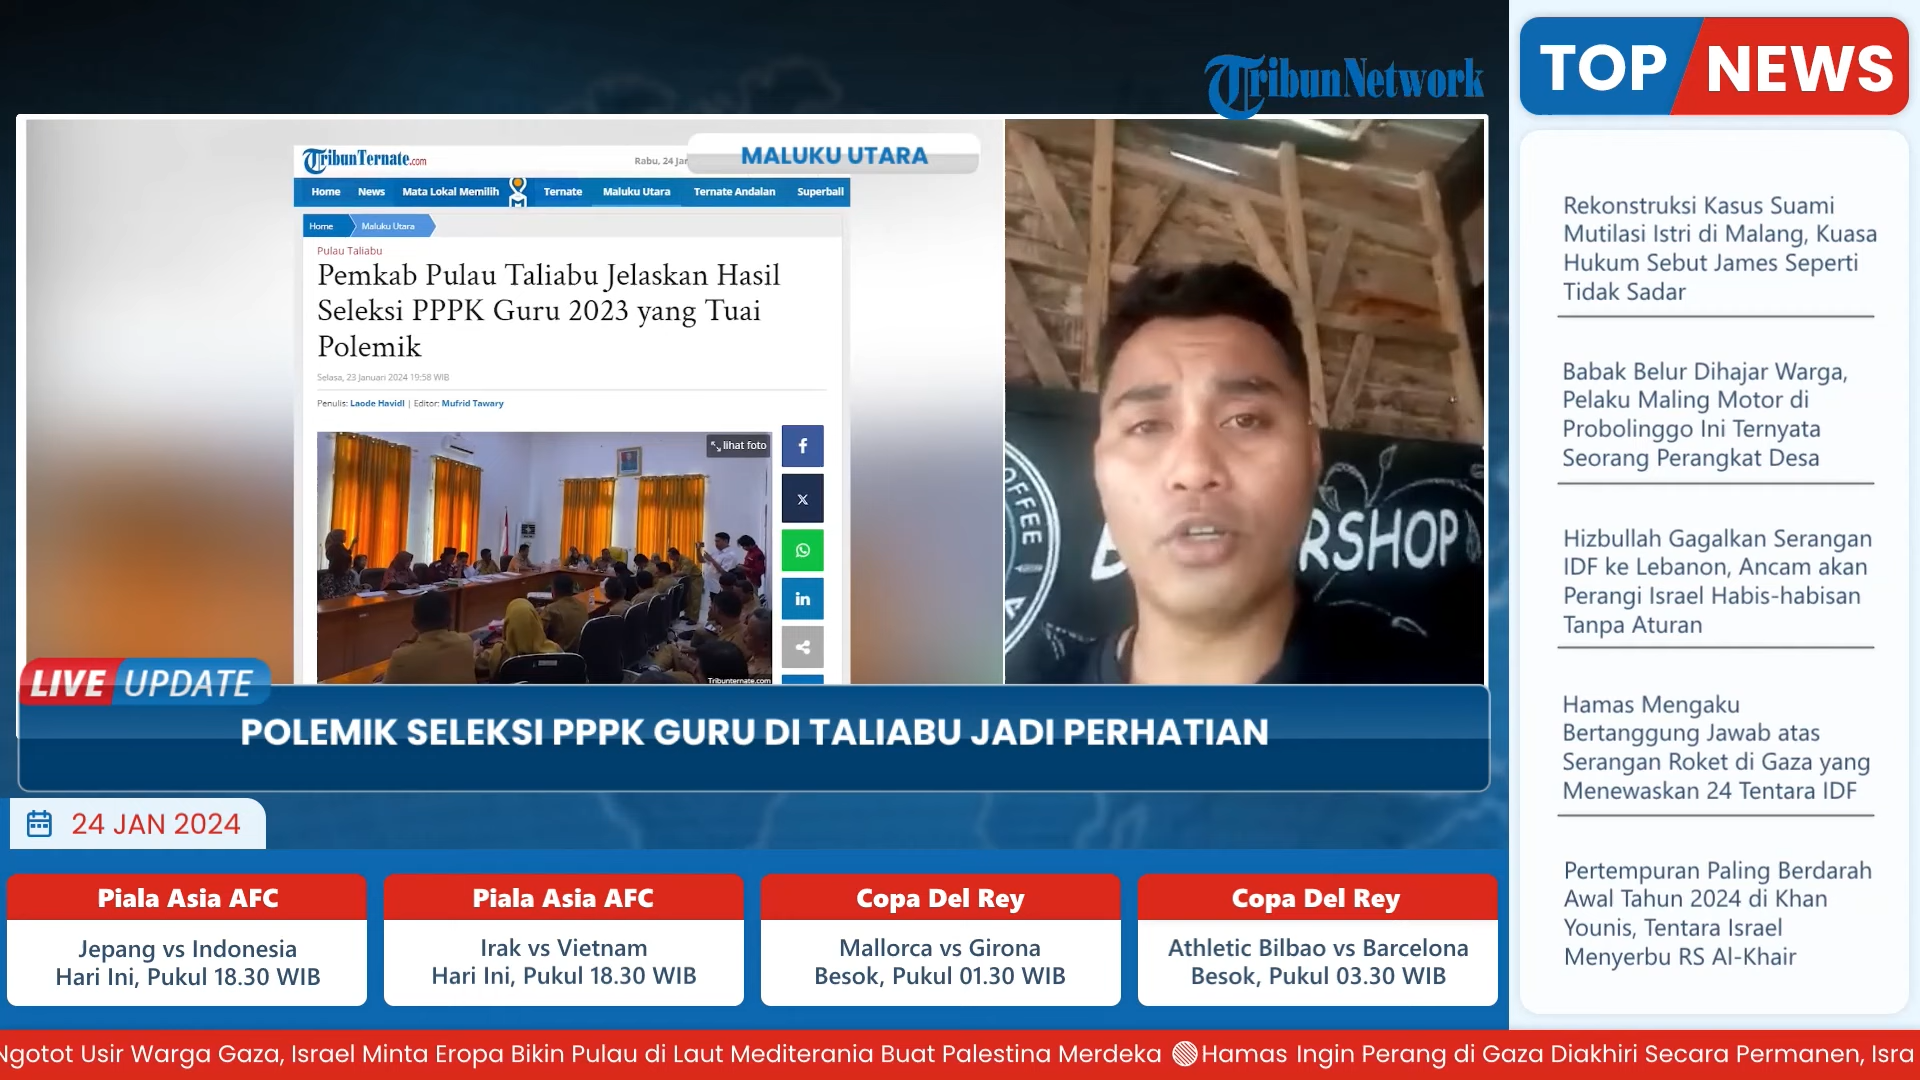 TribunNetwork
TOP NEWS
TribunTernate.com
Rabu, 24 Jan
MALUKU UTARA
Home News Mata Lokal Memilih Ternate Maluku Utara Ternate Andalan Superball
Home Maluku Utara
Pulau Taliabu
Pemkab Pulau Taliabu Jelaskan Hasil
Seleksi PPPK Guru 2023 yang Tuai
Polemik
Selasa, 23 Januari 2024 19:58 WIB
Penulis: Laode Havidl | Editor: Mufrid Tawary
lihat foto
Tribunternate.com
OFFEE
B RSHOP
LIVE UPDATE
POLEMIK SELEKSI PPPK GURU DI TALIABU JADI PERHATIAN
24 JAN 2024
Piala Asia AFC
Jepang vs Indonesia
Hari Ini, Pukul 18.30 WIB
Piala Asia AFC
Irak vs Vietnam
Hari Ini, Pukul 18.30 WIB
Copa Del Rey
Mallorca vs Girona
Besok, Pukul 01.30 WIB
Copa Del Rey
Athletic Bilbao vs Barcelona
Besok, Pukul 03.30 WIB
Rekonstruksi Kasus Suami
Mutilasi Istri di Malang, Kuasa
Hukum Sebut James Seperti
Tidak Sadar
Babak Belur Dihajar Warga,
Pelaku Maling Motor di
Probolinggo Ini Ternyata
Seorang Perangkat Desa
Hizbullah Gagalkan Serangan
IDF ke Lebanon, Ancam akan
Perangi Israel Habis-habisan
Tanpa Aturan
Hamas Mengaku
Bertanggung Jawab atas
Serangan Roket di Gaza yang
Menewaskan 24 Tentara IDF
Pertempuran Paling Berdarah
Awal Tahun 2024 di Khan
Younis, Tentara Israel
Menyerbu RS Al-Khair
Ngotot Usir Warga Gaza, Israel Minta Eropa Bikin Pulau di Laut Mediterania Buat Palestina Merdeka Hamas Ingin Perang di Gaza Diakhiri Secara Permanen, Isra